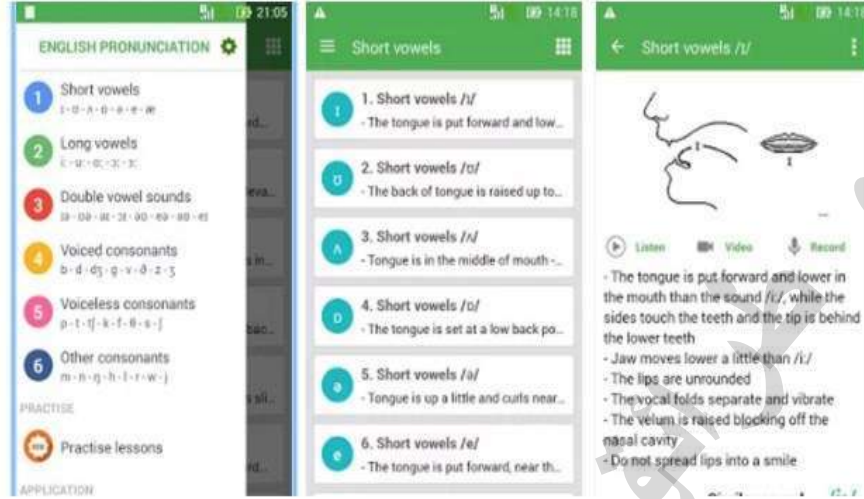 21:05
ENGLISH PRONUNCIATION
1
Short vowels
ɪ - ʊ - ʌ - ɒ - ə - e - æ
2
Long vowels
3
Double vowel sounds
4
Voiced consonants
b - d - dʒ - g - v - ð - z - ʒ
5
Voiceless consonants
p - t - tʃ - k - f - θ - s - ʃ
6
Other consonants
m - n - ŋ - h - l - r - w - j
PRACTISE
Practise lessons
APPLICATION
14:18
Short vowels
ɪ
1. Short vowels /ɪ/
- The tongue is put forward and low...
ʊ
2. Short vowels /ʊ/
- The back of tongue is raised up to...
ʌ
3. Short vowels /ʌ/
- Tongue is in the middle of mouth -...
ɒ
4. Short vowels /ɒ/
- The tongue is set at a low back po...
ə
5. Short vowels /ə/
- Tongue is up a little and curls near...
e
6. Short vowels /e/
- The tongue is put forward, near th...
14:18
Short vowels /ɪ/
I
I
Listen Video Record
- The tongue is put forward and lower in
the mouth than the sound /i:/, while the
sides touch the teeth and the tip is behind
the lower teeth
- Jaw moves lower a little than /i:/
- The lips are unrounded
- The vocal folds separate and vibrate
- The velum is raised blocking off the
nasal cavity
- Do not spread lips into a smile